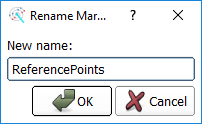 Rename Mar... ?
New name:
ReferencePoints
OK Cancel